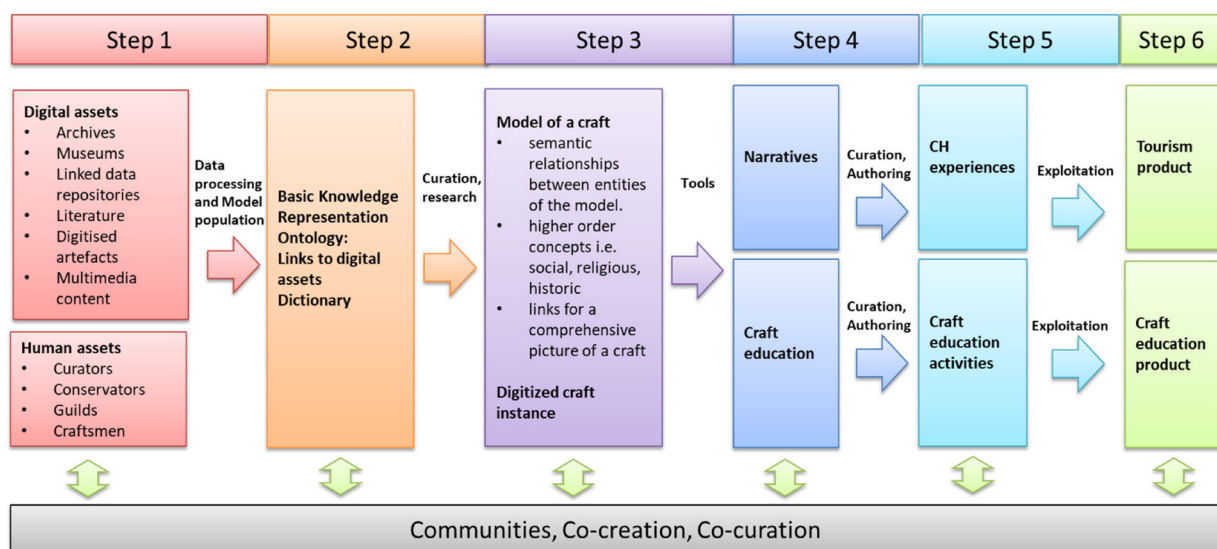 Step 1
Step 2
Step 3
Step 4
Step 5
Step 6
Digital assets
• Archives
• Museums
• Linked data
repositories
• Literature
• Digitised
artefacts
• Multimedia
content
Human assets
• Curators
• Conservators
• Guilds
• Craftsmen
Data
processing
and Model
population
Basic Knowledge
Representation
Ontology:
Links to digital
assets
Dictionary
Curation,
research
Model of a craft
• semantic
relationships
between entities
of the model.
• higher order
concepts i.e.
social, religious,
historic
• links for a
comprehensive
picture of a craft
Digitized craft
instance
Tools
Narratives
Curation,
Authoring
CH
experiences
Exploitation
Tourism
product
Craft
education
Curation,
Authoring
Craft
education
activities
Exploitation
Craft
education
product
Communities, Co-creation, Co-curation